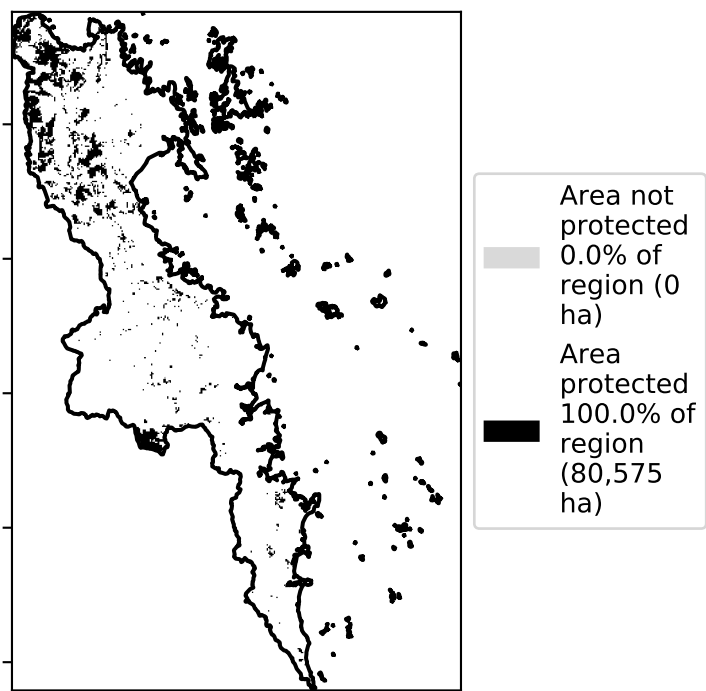 Area not
protected
0.0% of
region (0
ha)
Area
protected
100.0% of
region
(80,575
ha)